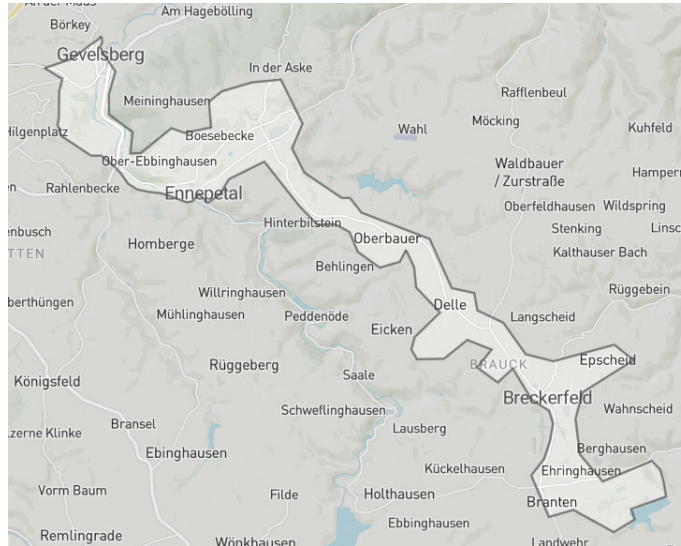 Börkey
Am Hagebölling
Gevelsberg
In der Aske
Meininghausen
Rafflenbeul
Möcking
Wahl
Kuhfeld
Hilgenplatz
Boesebecke
Ober-Ebbinghausen
Waldbauer
/ Zurstraße
Rahlenbecke
Ennepetal
Oberfeldhausen
Wildspring
Hinterbilstein
Stenking
Homberge
Oberbauer
Kalthauser Bach
Behlingen
Willringhausen
Rüggebein
Mühlinghausen
Peddenöde
Delle
Langscheid
Eicken
Rüggeberg
BRAUCK
Epscheid
Königsfeld
Saale
Breckerfeld
Schweflinghausen
Wahnscheid
Bransel
Lausberg
Ebinghausen
Berghausen
Kückelhausen
Ehringhausen
Vorm Baum
Filde
Holthausen
Branten
Ebbinghausen
Remlingrade
Wönkhausen
Landwehr